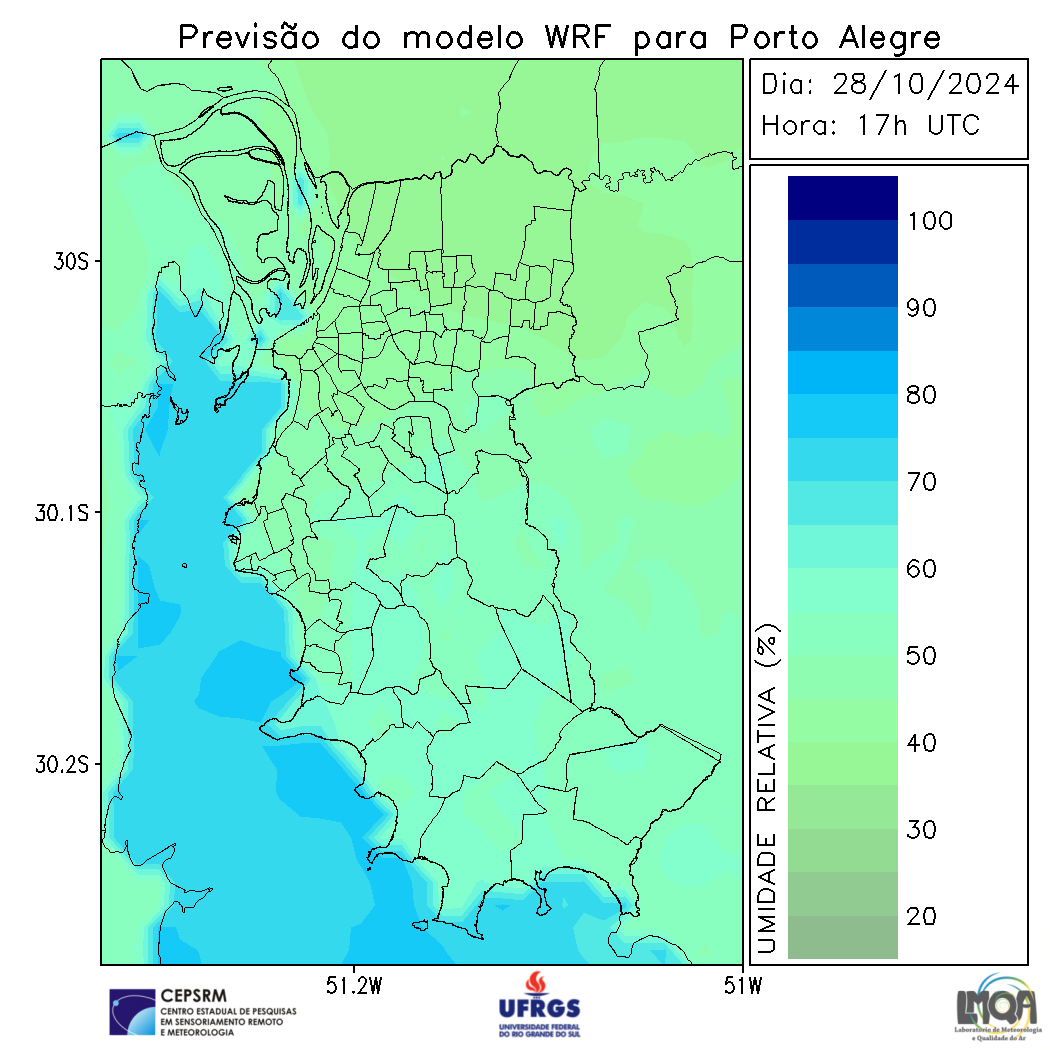 Previsão do modelo WRF para Porto Alegre
Dia: 28/10/2024
Hora: 17h UTC
30S
30.1S
30.2S
51.2W
51W
UMIDADE RELATIVA (%)
100
90
80
70
60
50
40
30
20
CEPSRM
CENTRO ESTADUAL DE PESQUISAS
EM SENSORIAMENTO REMOTO
E METEOROLOGIA
UFRGS
UNIVERSIDADE FEDERAL
DO RIO GRANDE DO SUL
LMQA
Laboratório de Meteorologia
e Qualidade do Ar